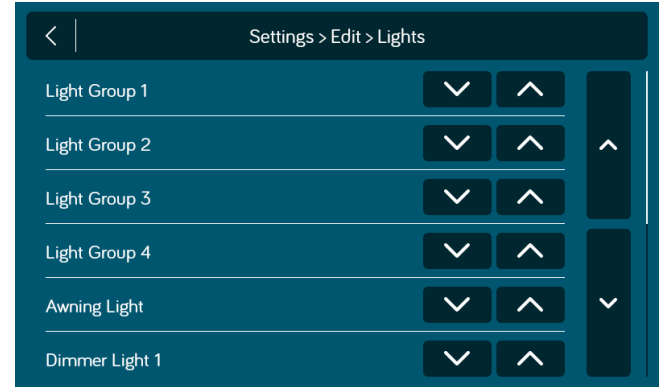 Settings > Edit > Lights
Light Group 1
Light Group 2
Light Group 3
Light Group 4
Awning Light
Dimmer Light 1